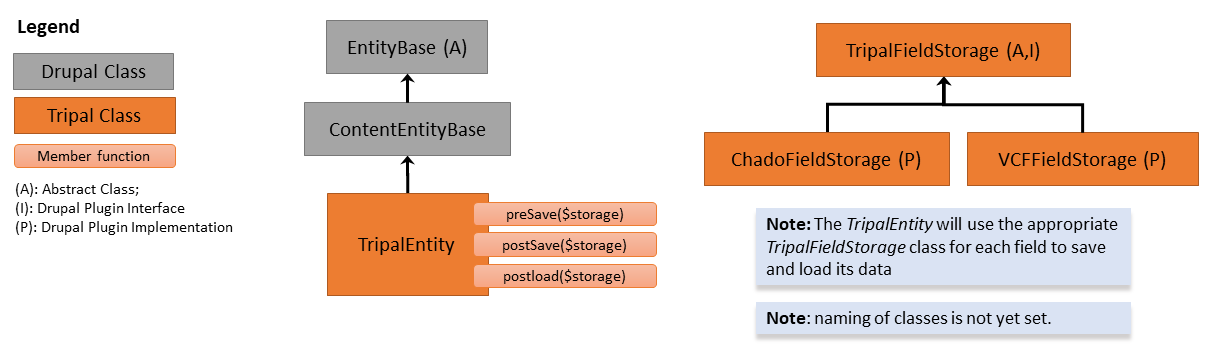 Legend
Drupal Class
Tripal Class
Member function
(A): Abstract Class;
(I): Drupal Plugin Interface
(P): Drupal Plugin Implementation
EntityBase (A)
ContentEntityBase
TripalEntity
preSave($storage)
postSave($storage)
postload($storage)
TripalFieldStorage (A,I)
ChadoFieldStorage (P)
VCFFieldStorage (P)
Note: The TripalEntity will use the appropriate
TripalFieldStorage class for each field to save
and load its data
Note: naming of classes is not yet set.